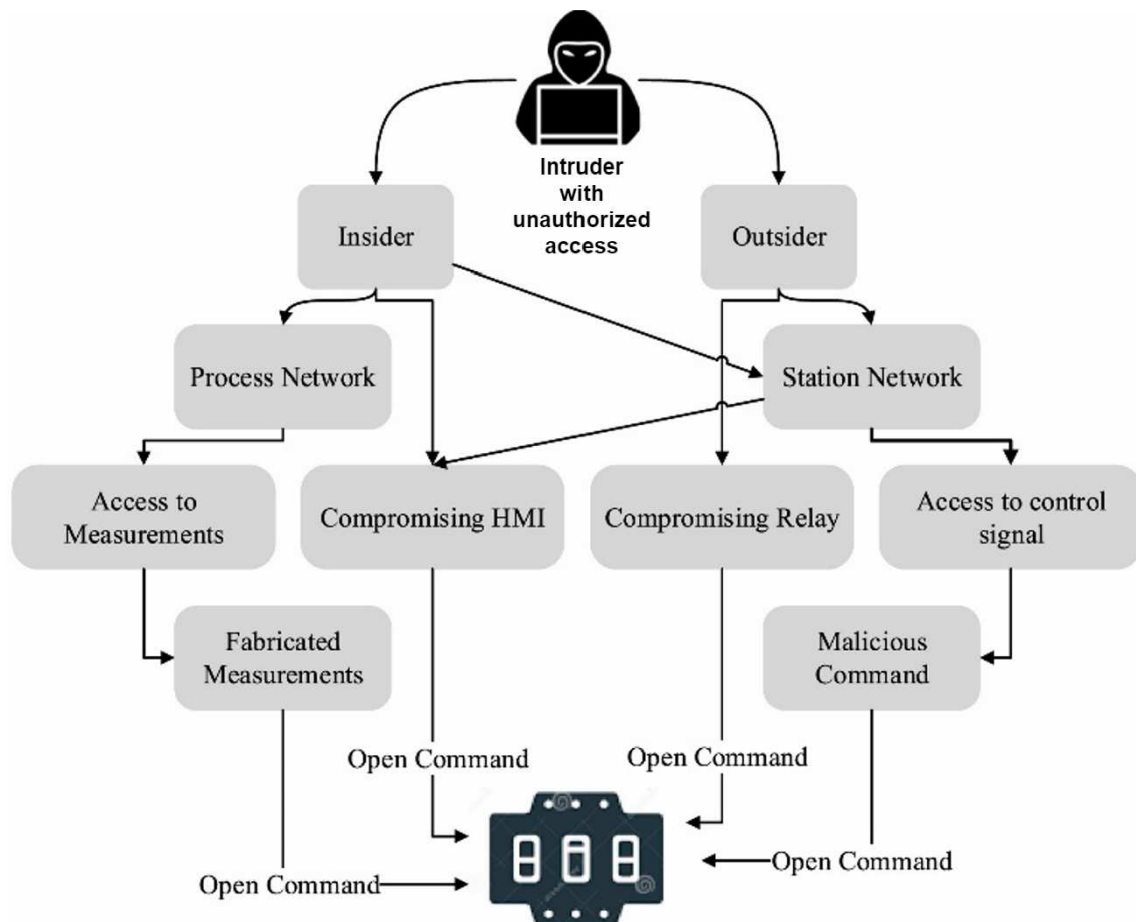 Intruder
with
unauthorized
access
Insider
Outsider
Process Network
Station Network
Access to
Measurements
Compromising HMI
Compromising Relay
Access to control
signal
Fabricated
Measurements
Malicious
Command
Open Command
Open Command
Open Command
Open Command